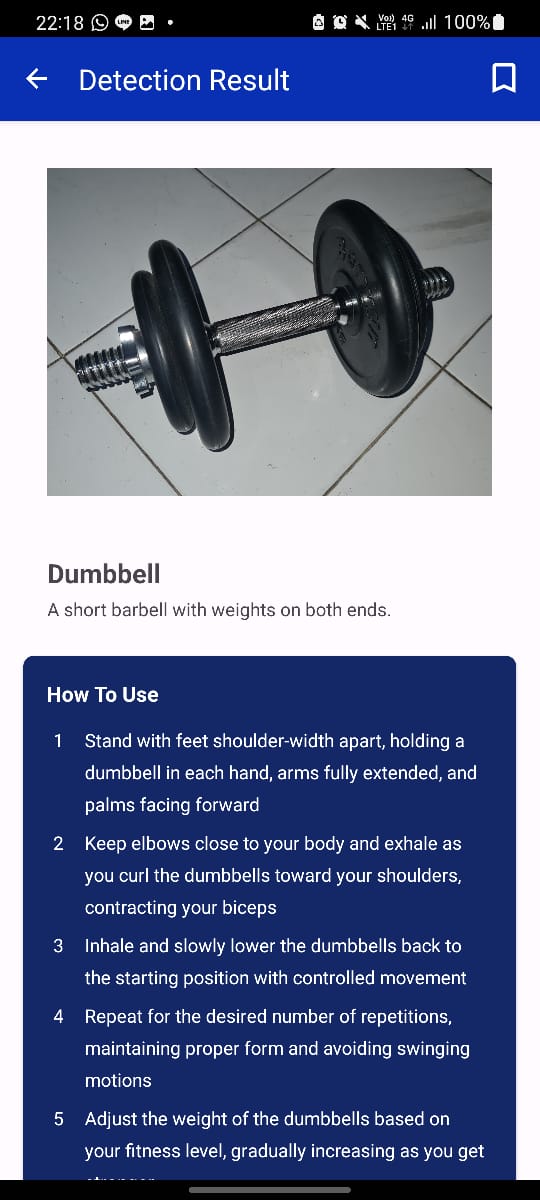 22:18
LINE
Vo)) 4G
LTE1
100%
Detection Result
Dumbbell
A short barbell with weights on both ends.
How To Use
1 Stand with feet shoulder-width apart, holding a
dumbbell in each hand, arms fully extended, and
palms facing forward
2 Keep elbows close to your body and exhale as
you curl the dumbbells toward your shoulders,
contracting your biceps
3 Inhale and slowly lower the dumbbells back to
the starting position with controlled movement
4 Repeat for the desired number of repetitions,
maintaining proper form and avoiding swinging
motions
5 Adjust the weight of the dumbbells based on
your fitness level, gradually increasing as you get